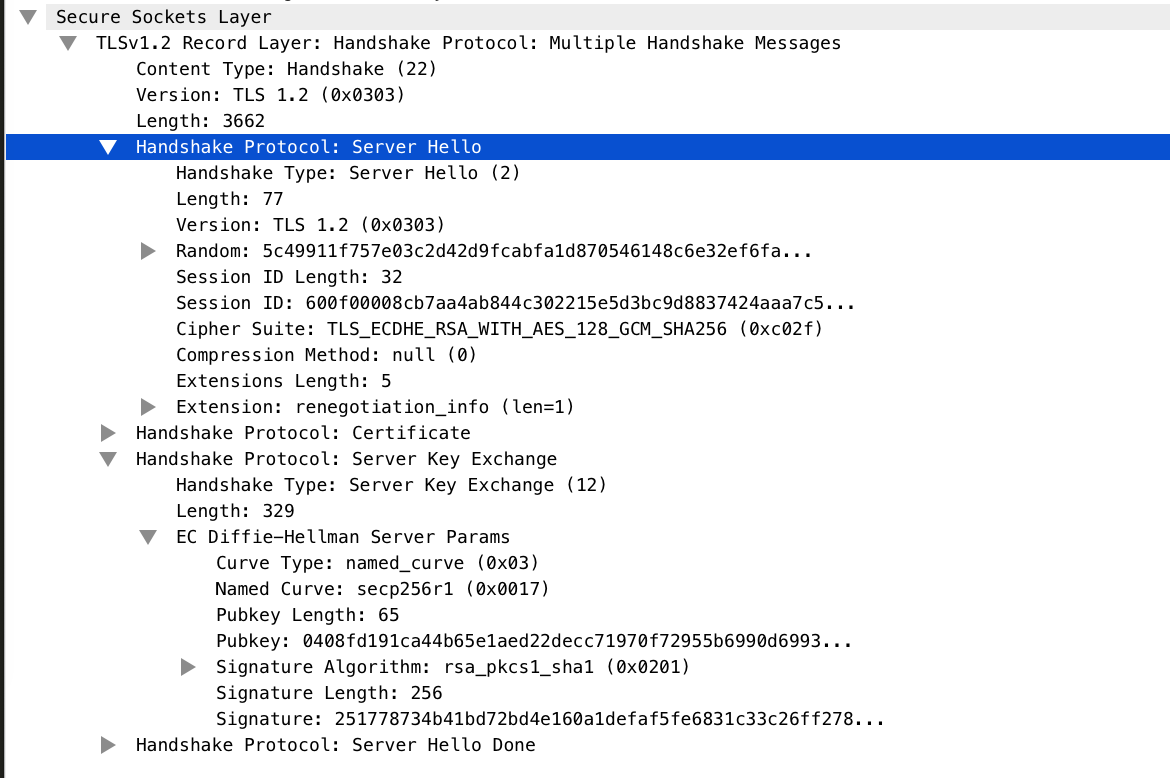 Secure Sockets Layer
TLSv1.2 Record Layer: Handshake Protocol: Multiple Handshake Messages
Content Type: Handshake (22)
Version: TLS 1.2 (0x0303)
Length: 3662
Handshake Protocol: Server Hello
Handshake Type: Server Hello (2)
Length: 77
Version: TLS 1.2 (0x0303)
Random: 5c49911f757e03c2d42d9fcabfa1d870546148c6e32ef6fa...
Session ID Length: 32
Session ID: 600f00008cb7aa4ab844c302215e5d3bc9d8837424aaa7c5...
Cipher Suite: TLS_ECDHE_RSA_WITH_AES_128_GCM_SHA256 (0xc02f)
Compression Method: null (0)
Extensions Length: 5
Extension: renegotiation_info (len=1)
Handshake Protocol: Certificate
Handshake Protocol: Server Key Exchange
Handshake Type: Server Key Exchange (12)
Length: 329
EC Diffie-Hellman Server Params
Curve Type: named_curve (0x03)
Named Curve: secp256r1 (0x0017)
Pubkey Length: 65
Pubkey: 0408fd191ca44b65e1aed22decc71970f72955b6990d6993...
Signature Algorithm: rsa_pkcs1_sha1 (0x0201)
Signature Length: 256
Signature: 251778734b41bd72bd4e160a1defaf5fe6831c33c26ff278...
Handshake Protocol: Server Hello Done